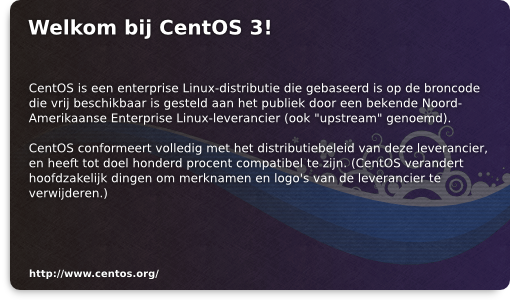 Welkom bij CentOS 3!
CentOS is een enterprise Linux-distributie die gebaseerd is op de broncode
die vrij beschikbaar is gesteld aan het publiek door een bekende Noord-
Amerikaanse Enterprise Linux-leverancier (ook "upstream" genoemd).
CentOS conformeert volledig met het distributiebeleid van deze leverancier,
en heeft tot doel honderd procent compatibel te zijn. (CentOS verandert
hoofdzakelijk dingen om merknamen en logo's van de leverancier te
verwijderen.)
http://www.centos.org/